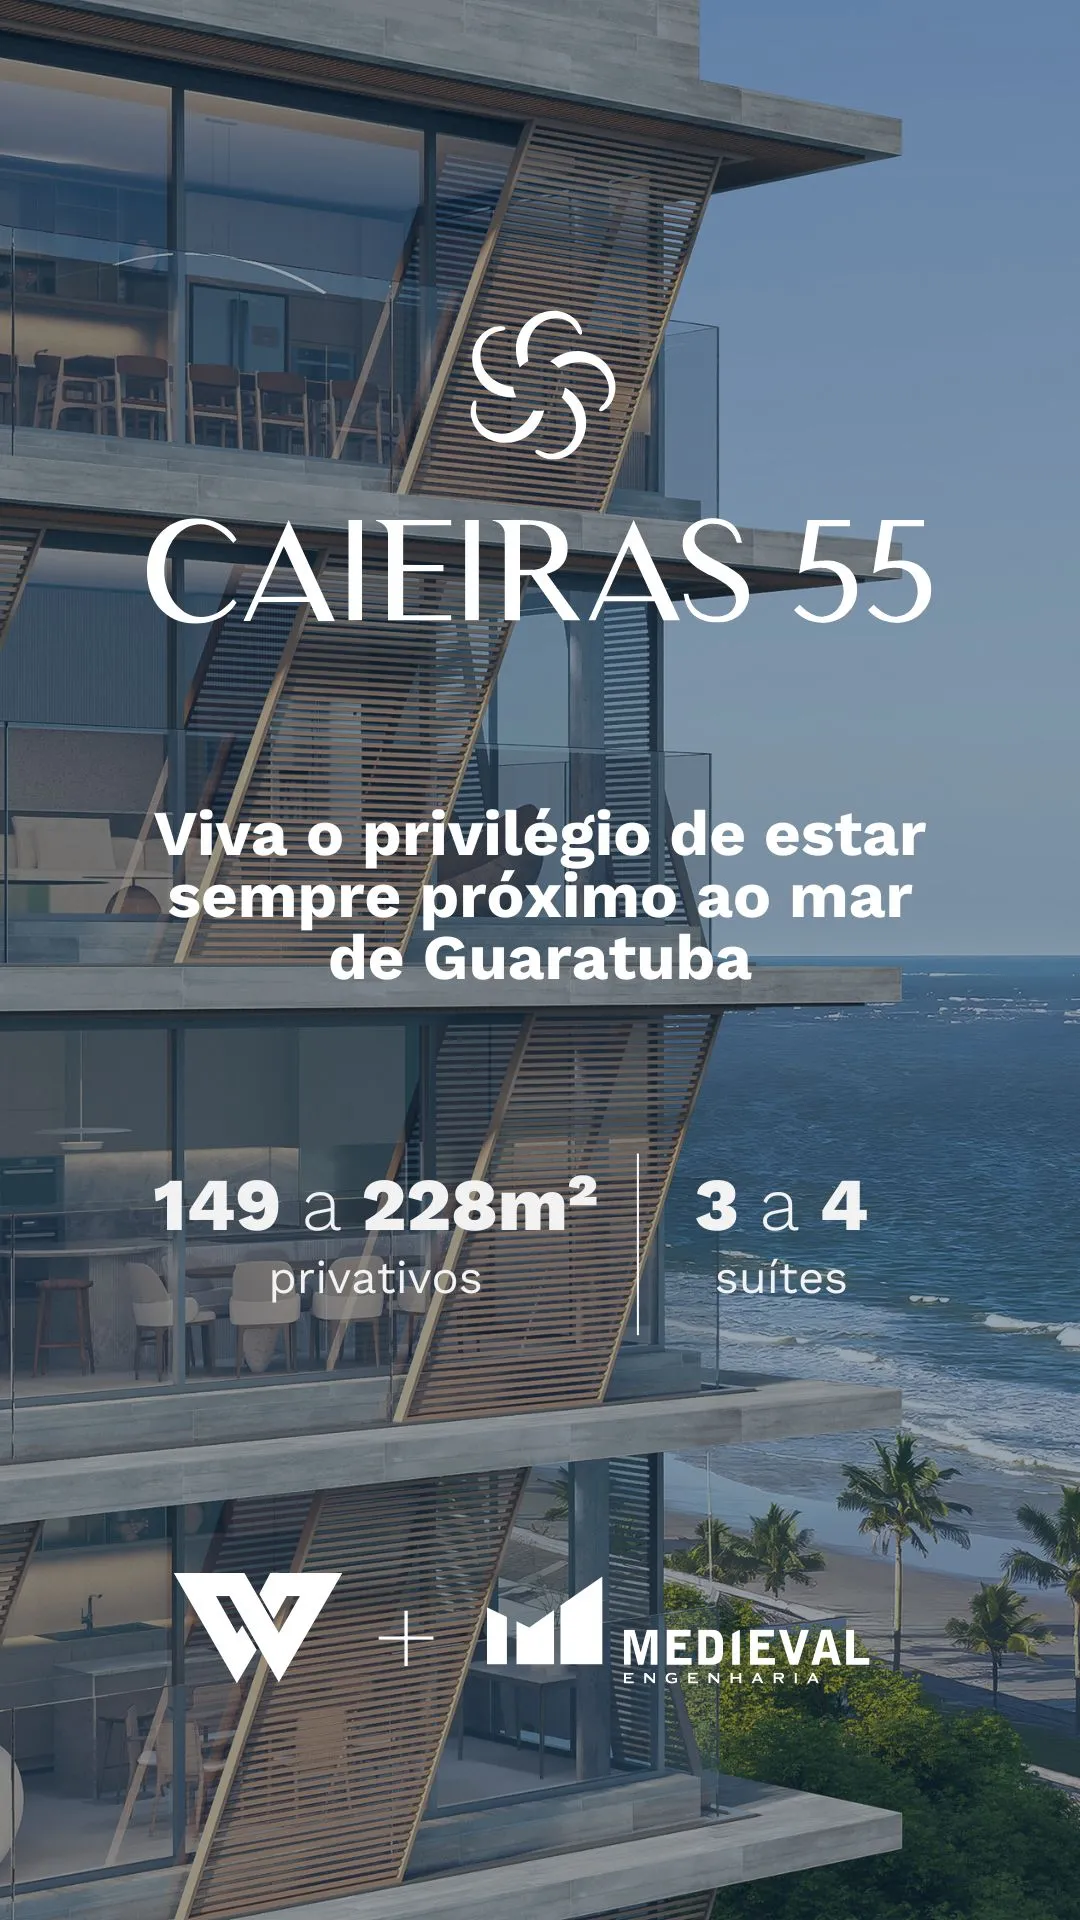 CAIEIRAS 55
Viva o privilégio de estar
sempre próximo ao mar
de Guaratuba
149 a 228m²
privativos
3 a 4
suítes
W + M MEDIEVAL
ENGENHARIA